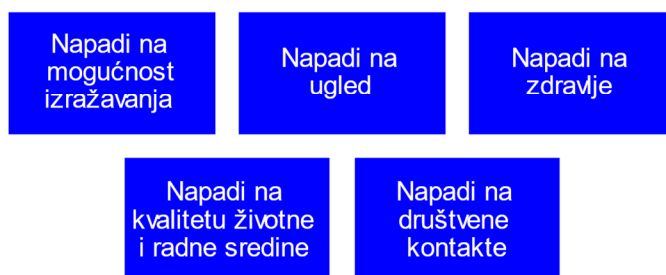 Napadi na
mogućnost
izražavanja
Napadi na
ugled
Napadi na
zdravlje
Napadi na
kvalitetu životne
i radne sredine
Napadi na
društvene
kontakte